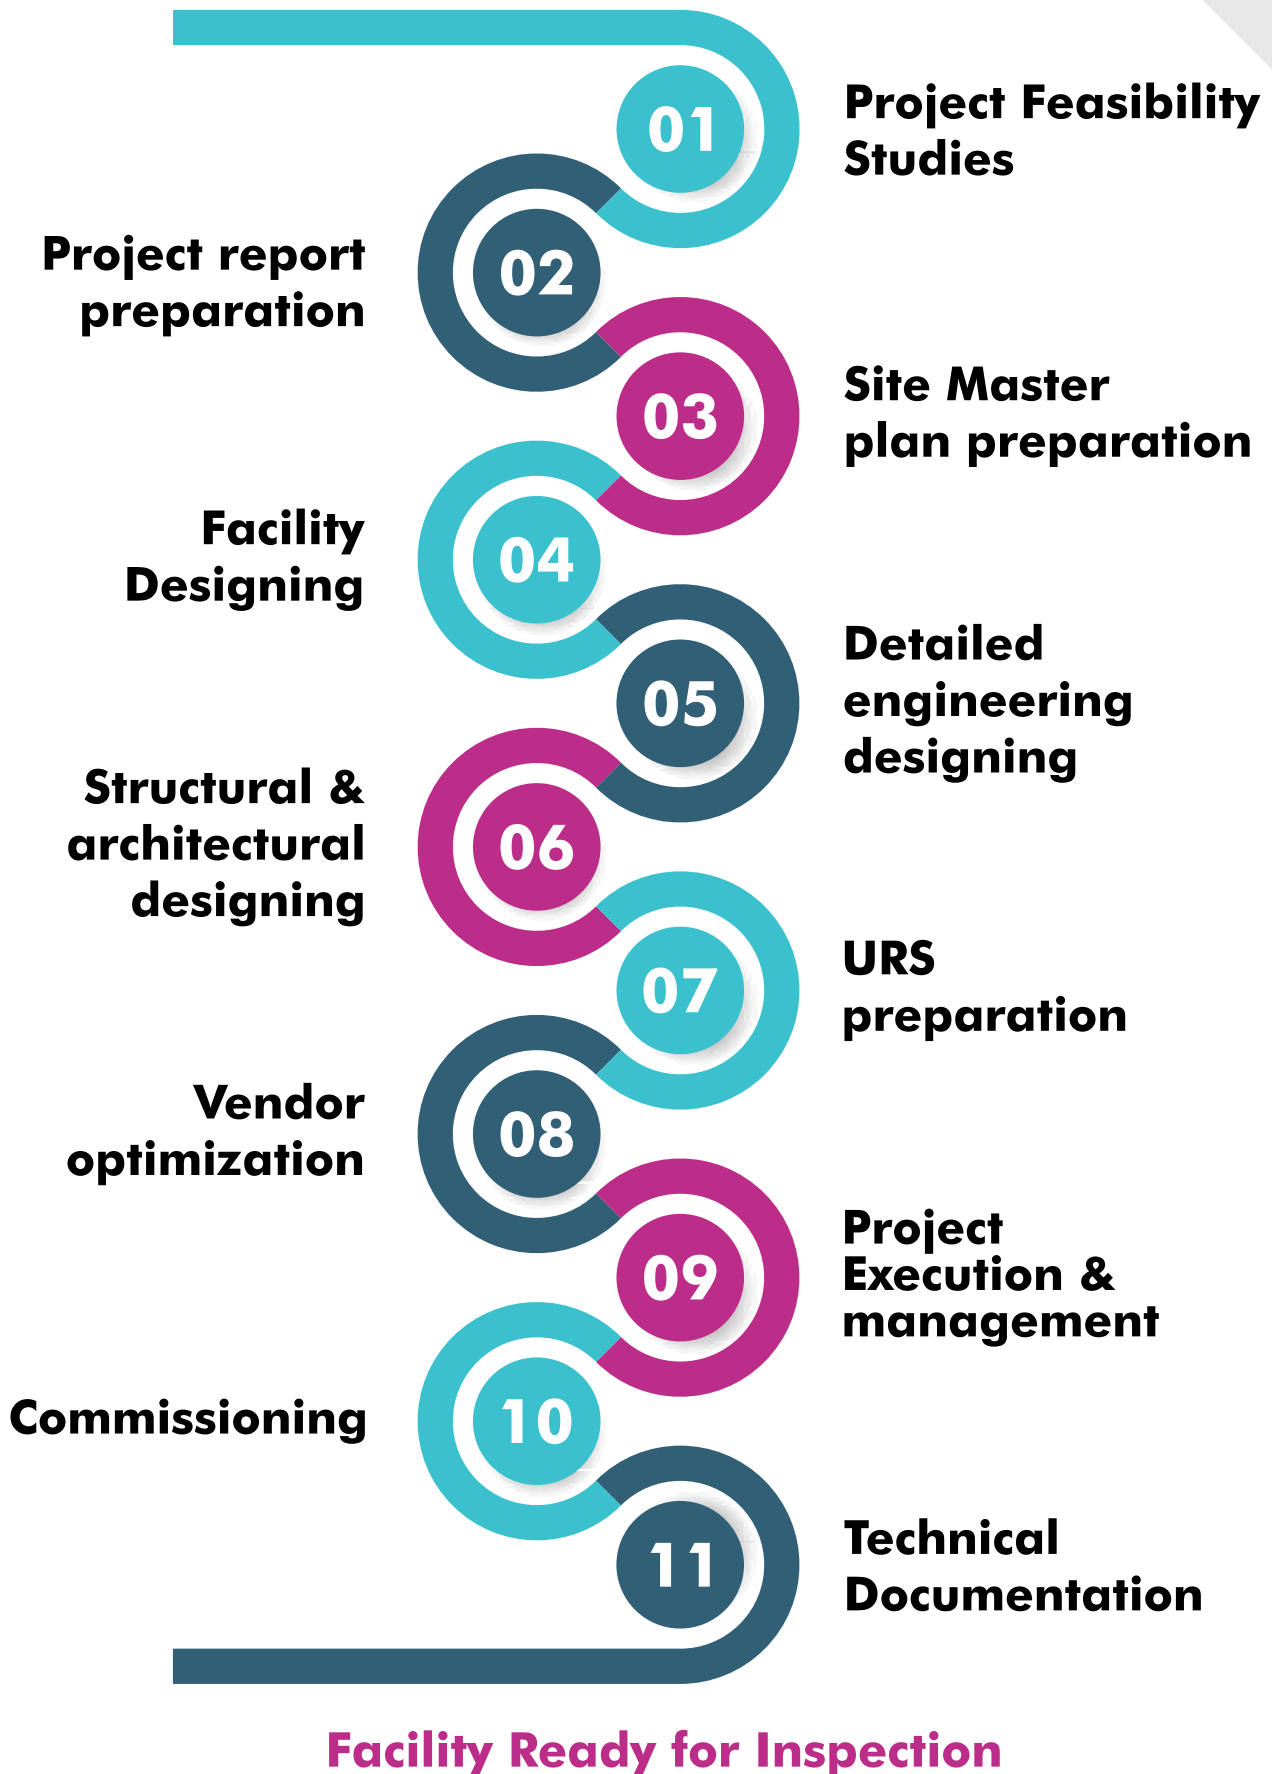 01
Project Feasibility
Studies
02
Project report
preparation
03
Site Master
plan preparation
04
Facility
Designing
05
Detailed
engineering
designing
06
Structural &
architectural
designing
07
URS
preparation
08
Vendor
optimization
09
Project
Execution &
management
10
Commissioning
11
Technical
Documentation
Facility Ready for Inspection